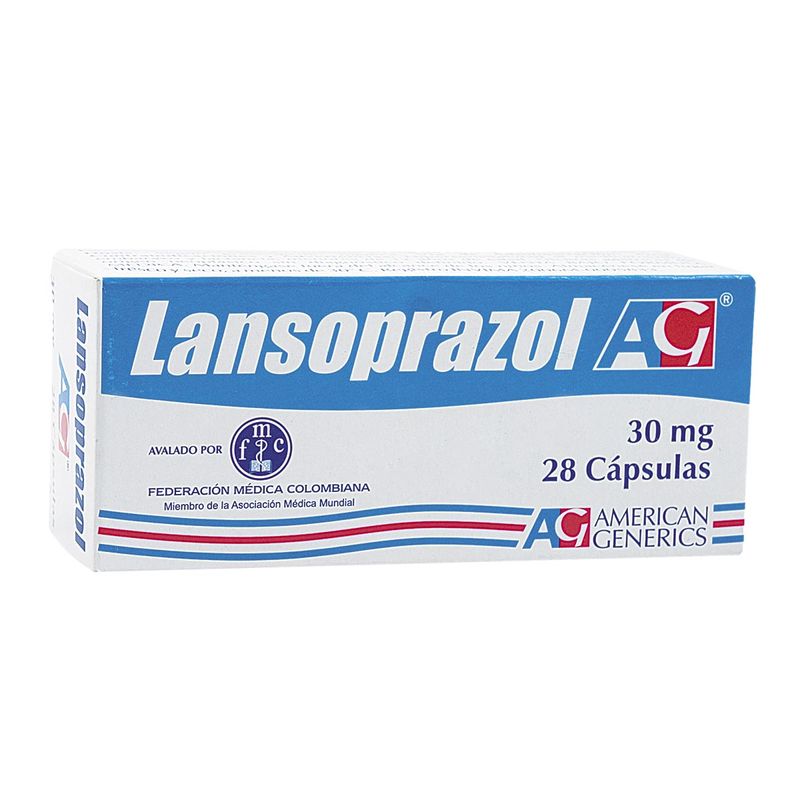 Lansoprazol AG®
AVALADO POR
f m c
FEDERACIÓN MÉDICA COLOMBIANA
Miembro de la Asociación Médica Mundial
30 mg
28 Cápsulas
AG AMERICAN
GENERICS
Lansoprazol AG